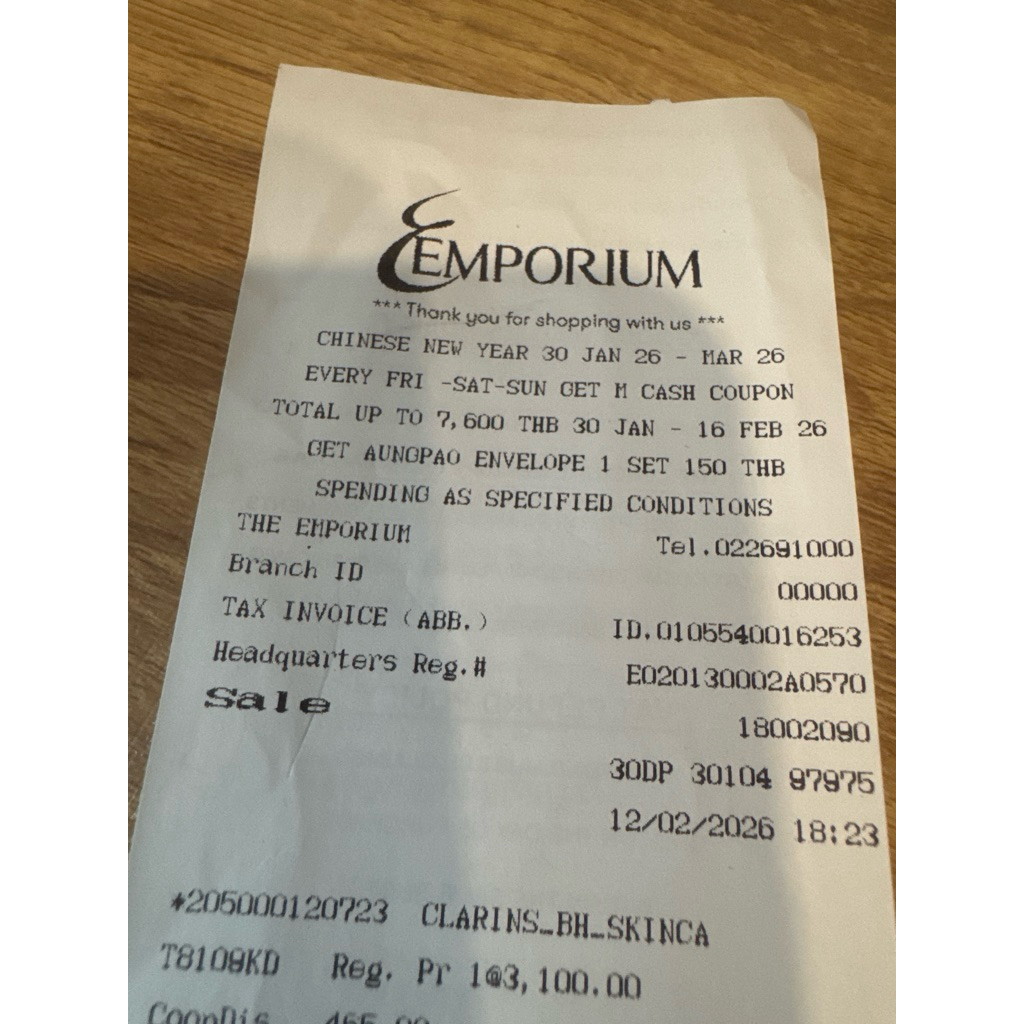 EMPORIUM
*** Thank you for shopping with us ***
CHINESE NEW YEAR 30 JAN 26 - MAR 26
EVERY FRI -SAT-SUN GET M CASH COUPON
TOTAL UP TO 7,600 THB 30 JAN - 16 FEB 26
GET AUNGPAO ENVELOPE 1 SET 150 THB
SPENDING AS SPECIFIED CONDITIONS
THE EMPORIUM Tel.022691000
Branch ID 00000
TAX INVOICE (ABB.) ID.0105540016253
Headquarters Reg.# E020130002A0570
Sale 18002090
30DP 30104 97975
12/02/2026 18:23
*205000120723 CLARINS_BH_SKINCA
T8109KD Reg. Pr 1@3,100.00
CoopDis 465.00